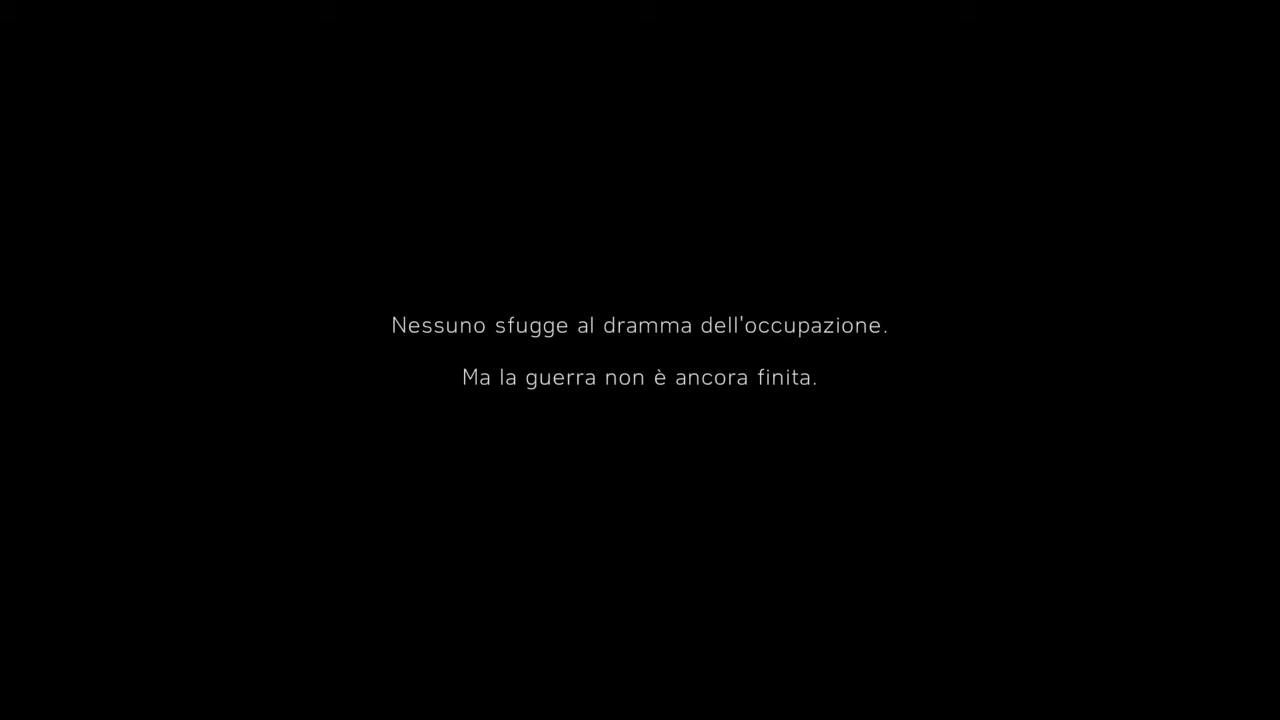 Nessuno sfugge al dramma dell'occupazione.
Ma la guerra non è ancora finita.